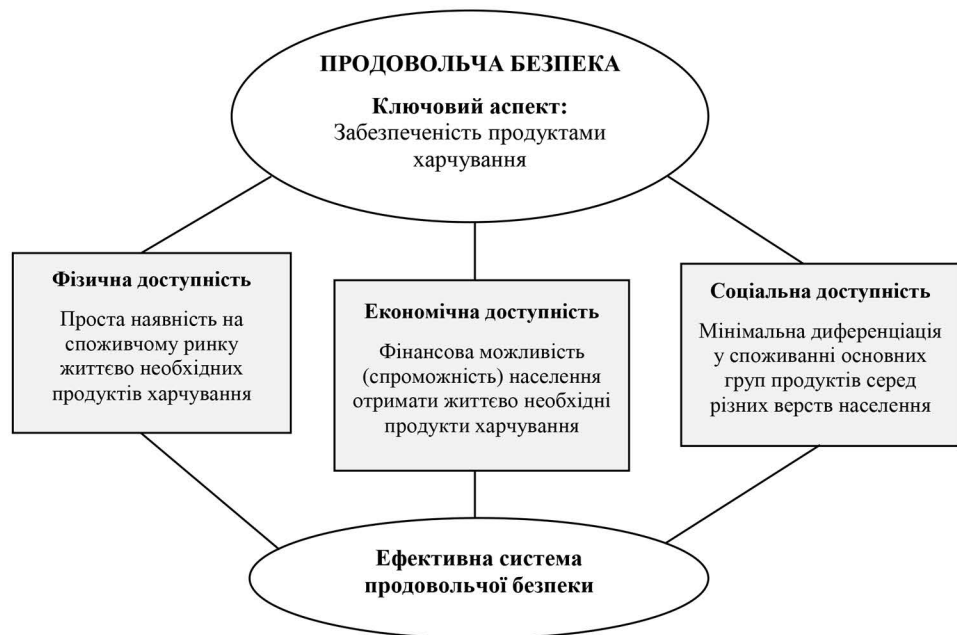 ПРОДОВОЛЬЧА БЕЗПЕКА
Ключовий аспект:
Забезпеченість продуктами
харчування
Фізична доступність
Проста наявність на
споживчому ринку
життєво необхідних
продуктів харчування
Економічна доступність
Фінансова можливість
(спроможність) населення
отримати життєво необхідні
продукти харчування
Соціальна доступність
Мінімальна диференціація
у споживанні основних
груп продуктів серед
різних верств населення
Ефективна система
продовольчої безпеки